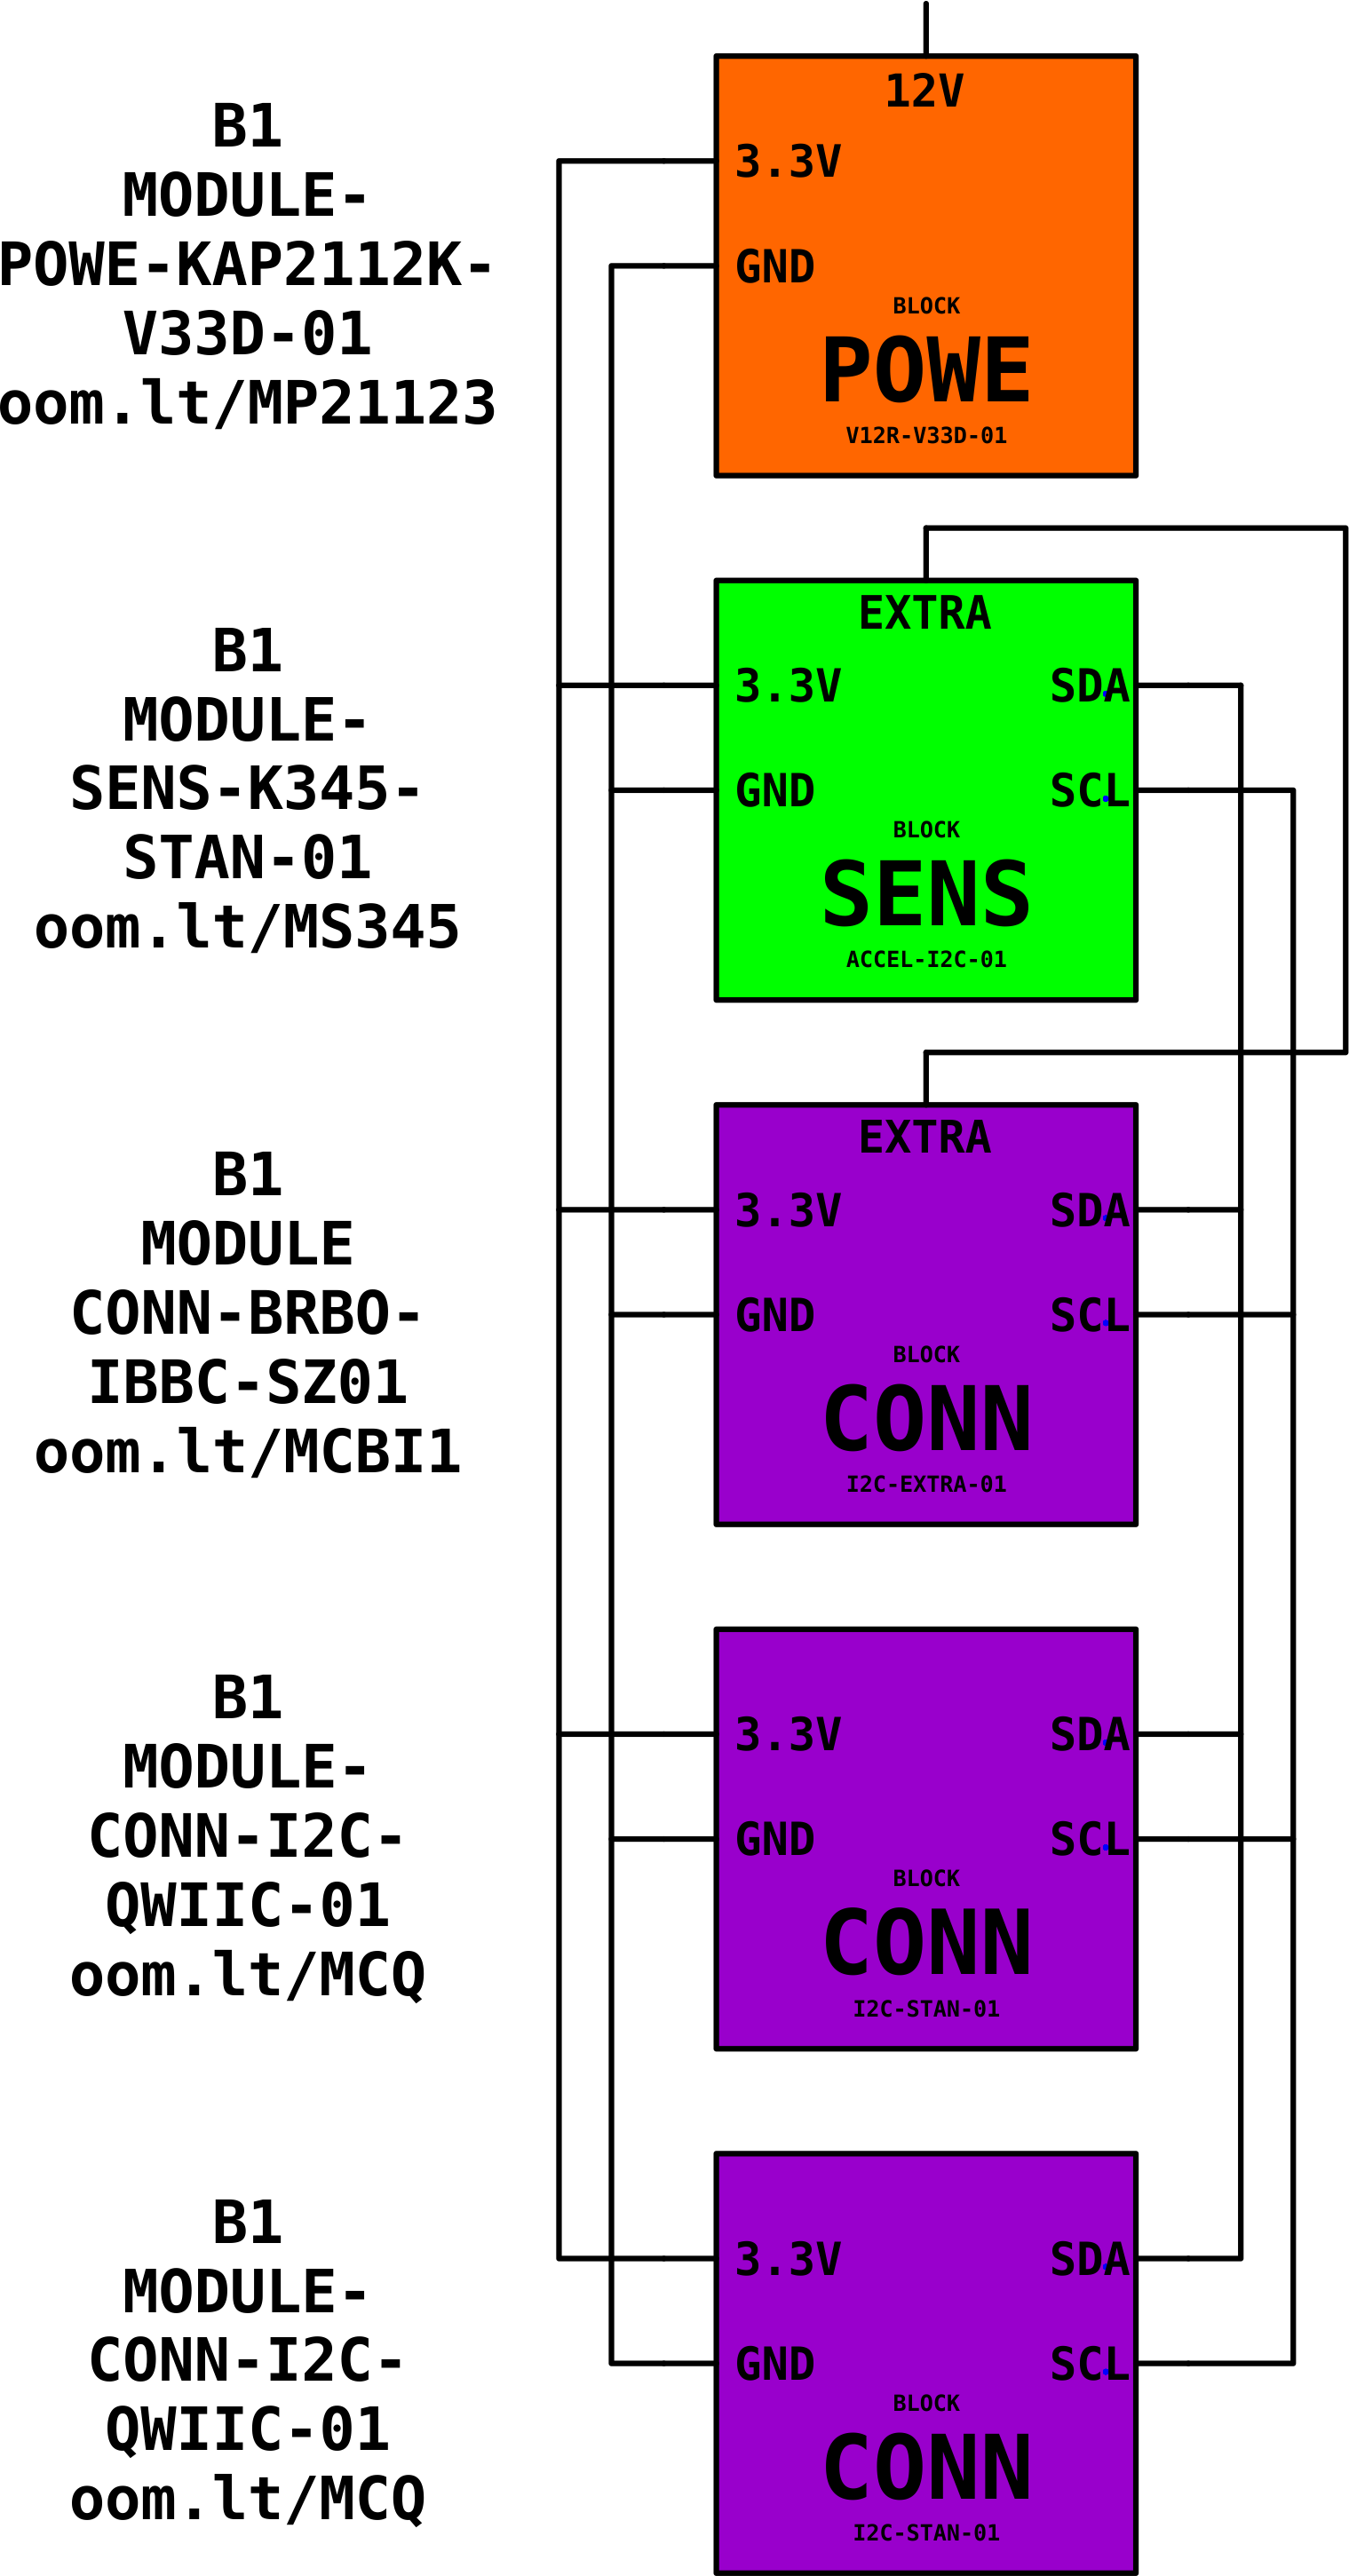 B1
MODULE-
POWE-KAP2112K-
V33D-01
oom.lt/MP21123
12V
3.3V
GND
BLOCK
POWE
V12R-V33D-01
B1
MODULE-
SENS-K345-
STAN-01
oom.lt/MS345
EXTRA
3.3V SDA
GND SCL
BLOCK
SENS
ACCEL-I2C-01
B1
MODULE
CONN-BRBO-
IBBC-SZ01
oom.lt/MCBI1
EXTRA
3.3V SDA
GND SCL
BLOCK
CONN
I2C-EXTRA-01
B1
MODULE-
CONN-I2C-
QWIIC-01
oom.lt/MCQ
3.3V SDA
GND SCL
BLOCK
CONN
I2C-STAN-01
B1
MODULE-
CONN-I2C-
QWIIC-01
oom.lt/MCQ
3.3V SDA
GND SCL
BLOCK
CONN
I2C-STAN-01